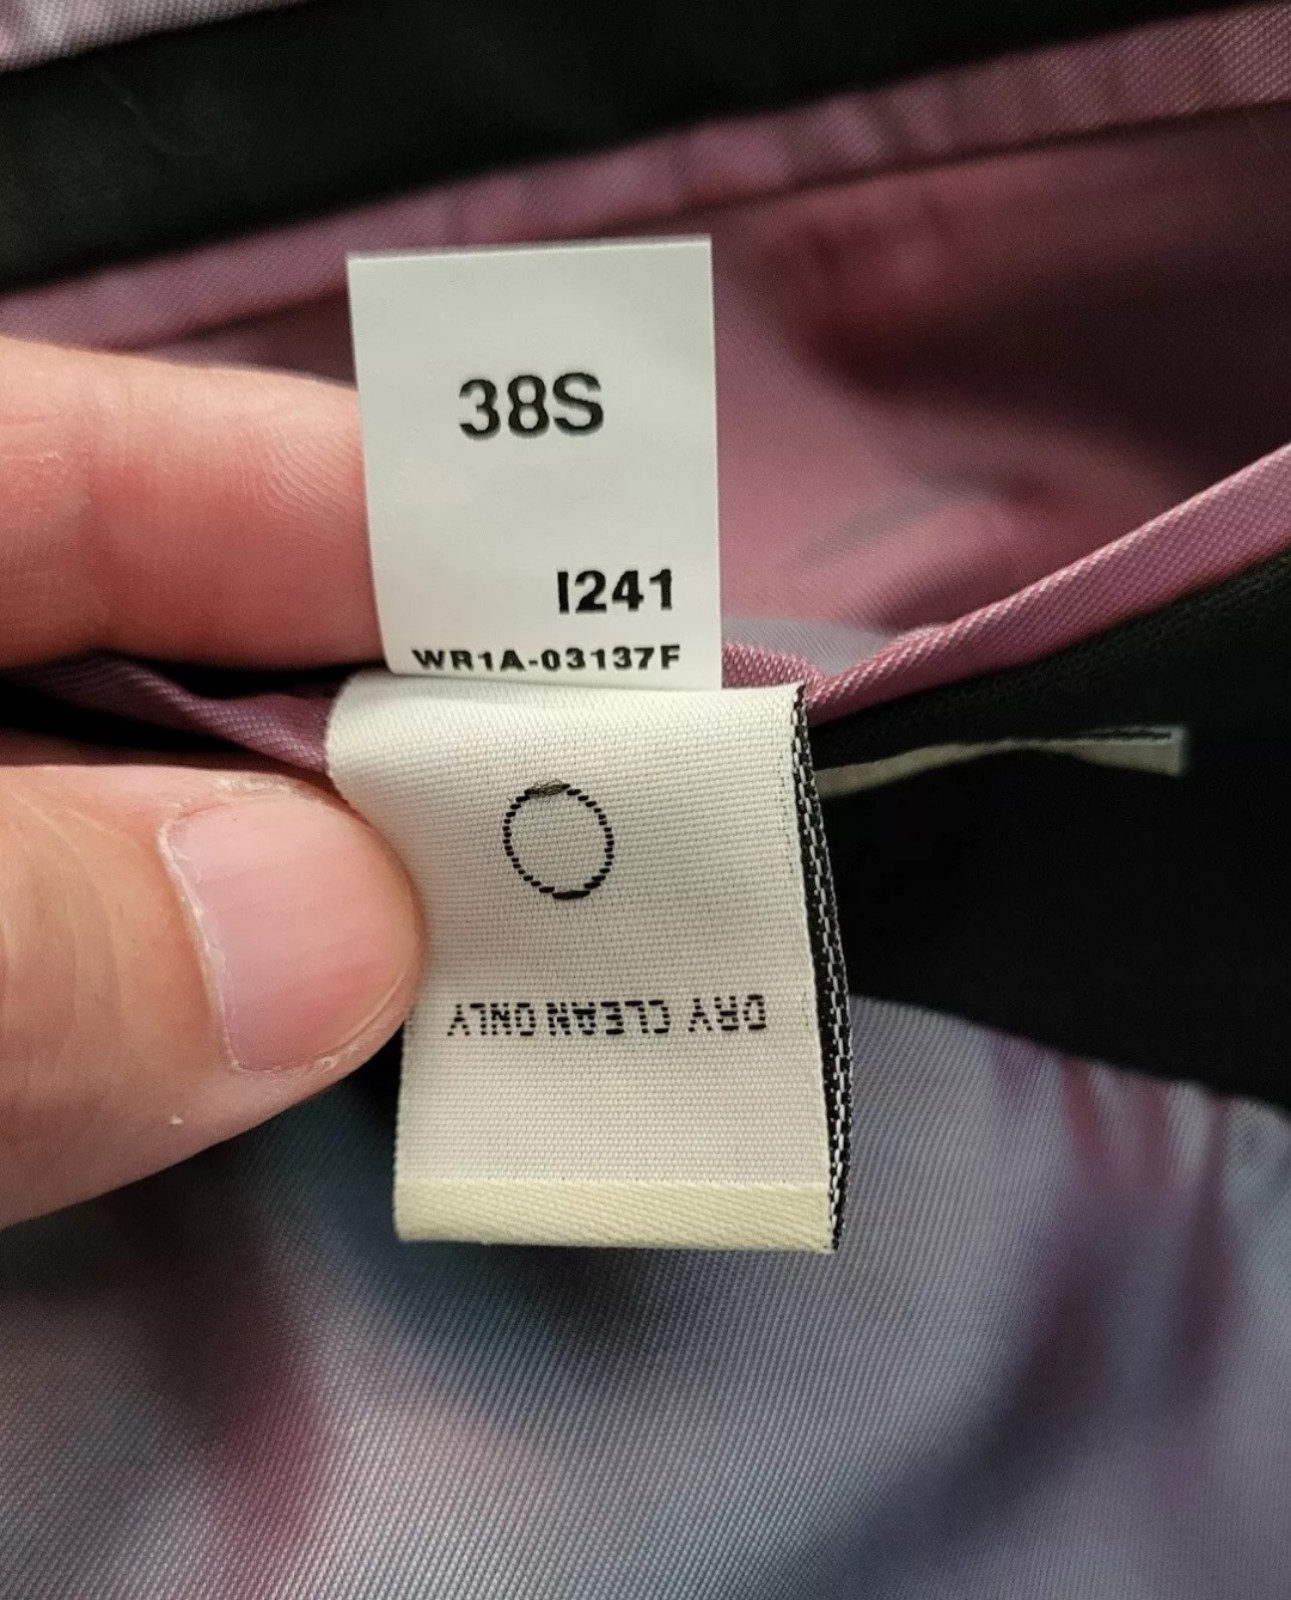 38S
I241
WR1A-03137F
DRY CLEAN ONLY